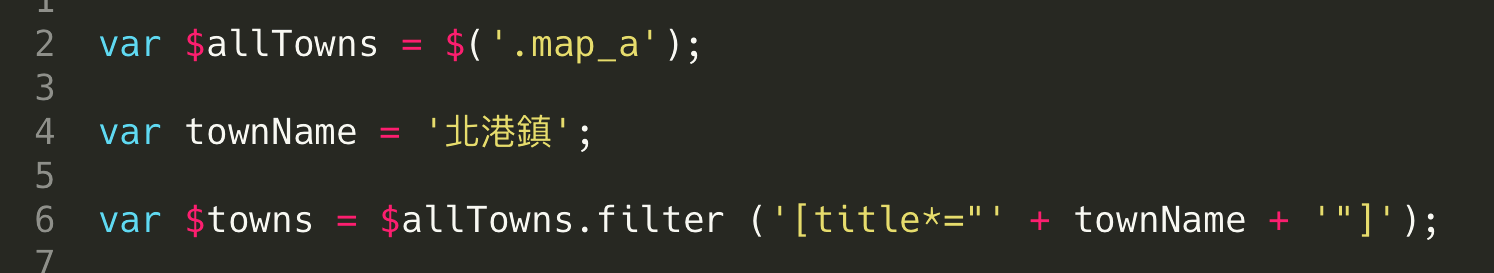 1
2 var $allTowns = $('.map_a');
3
4 var townName = '北港鎮';
5
6 var $towns = $allTowns.filter ('[title*="' + townName + '"]');
7